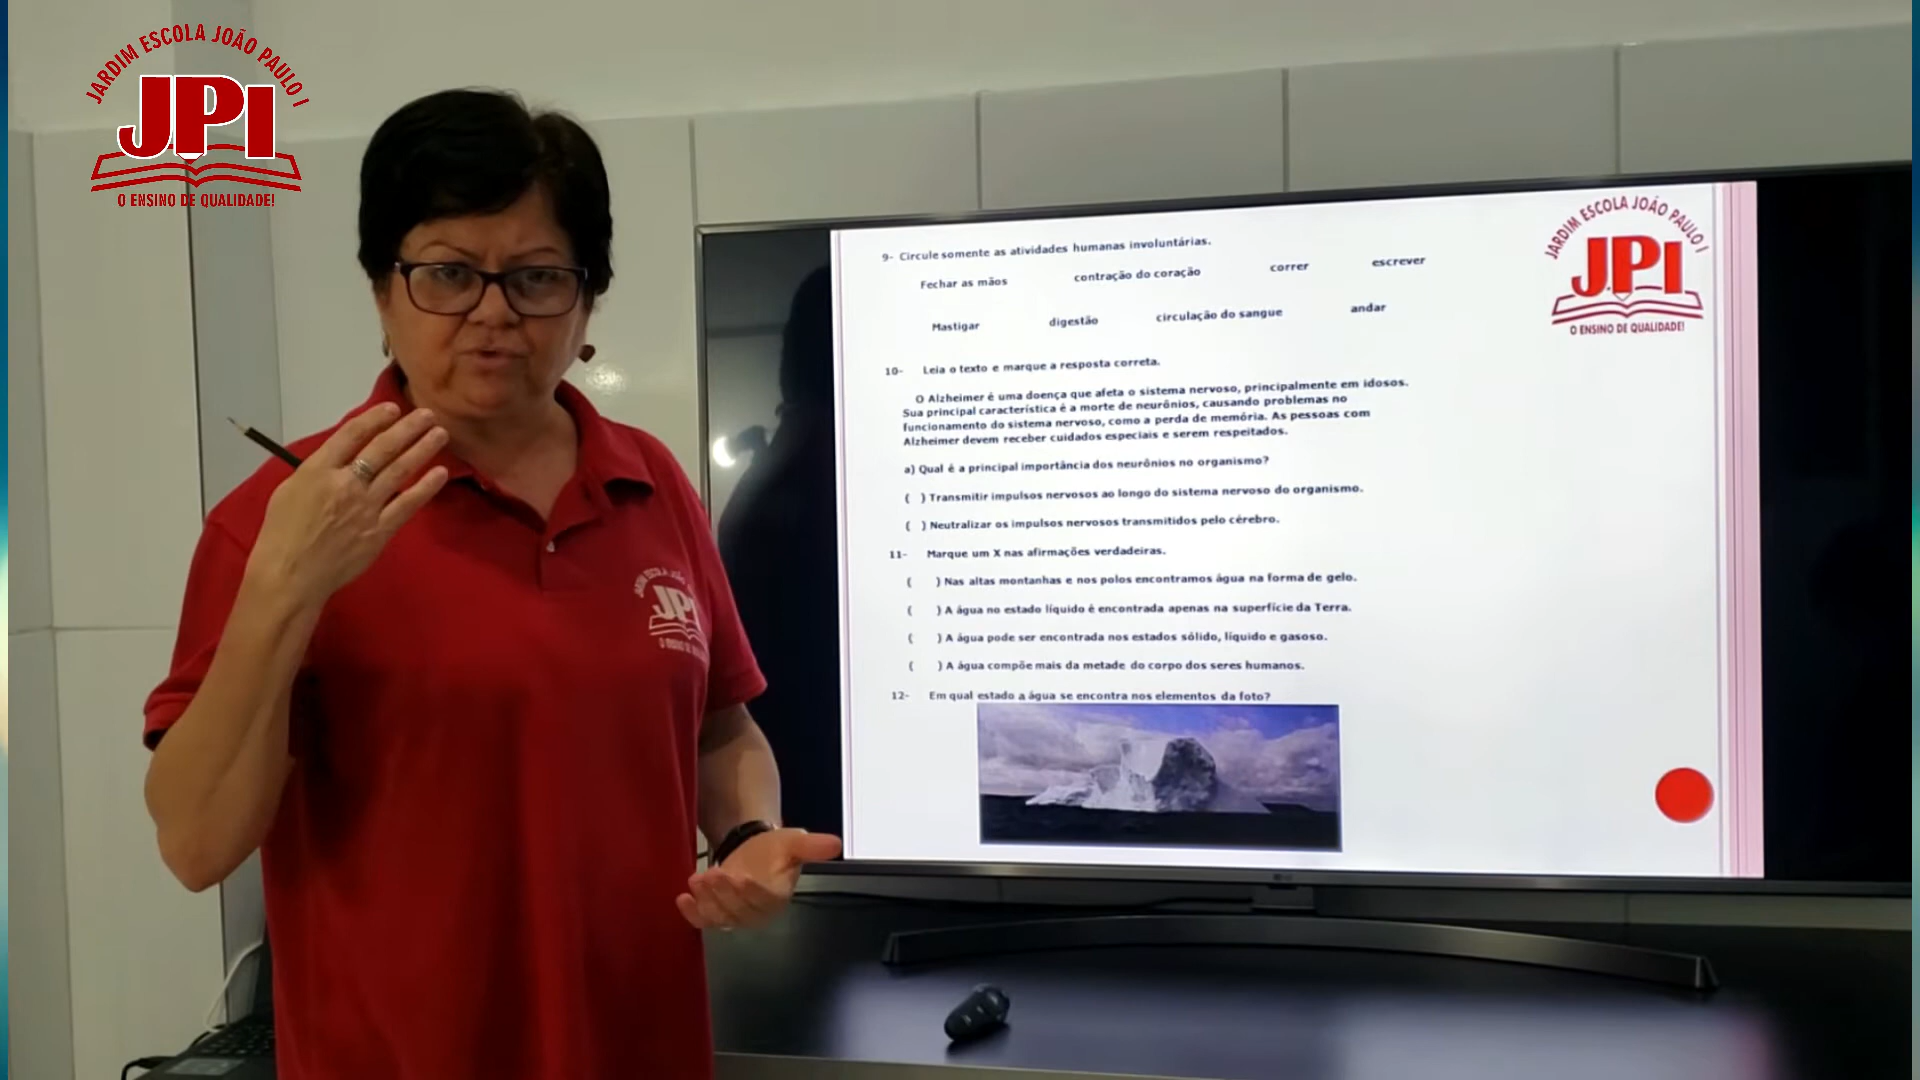 JARDIM ESCOLA JOÃO PAULO I
JPI
O ENSINO DE QUALIDADE!
9- Circule somente as atividades humanas involuntárias.
Fechar as mãos contração do coração correr escrever
Mastigar digestão circulação do sangue andar
10- Leia o texto e marque a resposta correta.
O Alzheimer é uma doença que afeta o sistema nervoso, principalmente em idosos.
Sua principal característica é a morte de neurônios, causando problemas no
funcionamento do sistema nervoso, como a perda de memória. As pessoas com
Alzheimer devem receber cuidados especiais e serem respeitados.
a) Qual é a principal importância dos neurônios no organismo?
( ) Transmitir impulsos nervosos ao longo do sistema nervoso do organismo.
( ) Neutralizar os impulsos nervosos transmitidos pelo cérebro.
11- Marque um X nas afirmações verdadeiras.
( ) Nas altas montanhas e nos polos encontramos água na forma de gelo.
( ) A água no estado líquido é encontrada apenas na superfície da Terra.
( ) A água pode ser encontrada nos estados sólido, líquido e gasoso.
( ) A água compõe mais da metade do corpo dos seres humanos.
12- Em qual estado a água se encontra nos elementos da foto?
JARDIM ESCOLA JOÃO PAULO I
JPI
O ENSINO DE QUALIDADE!
JPI
LG